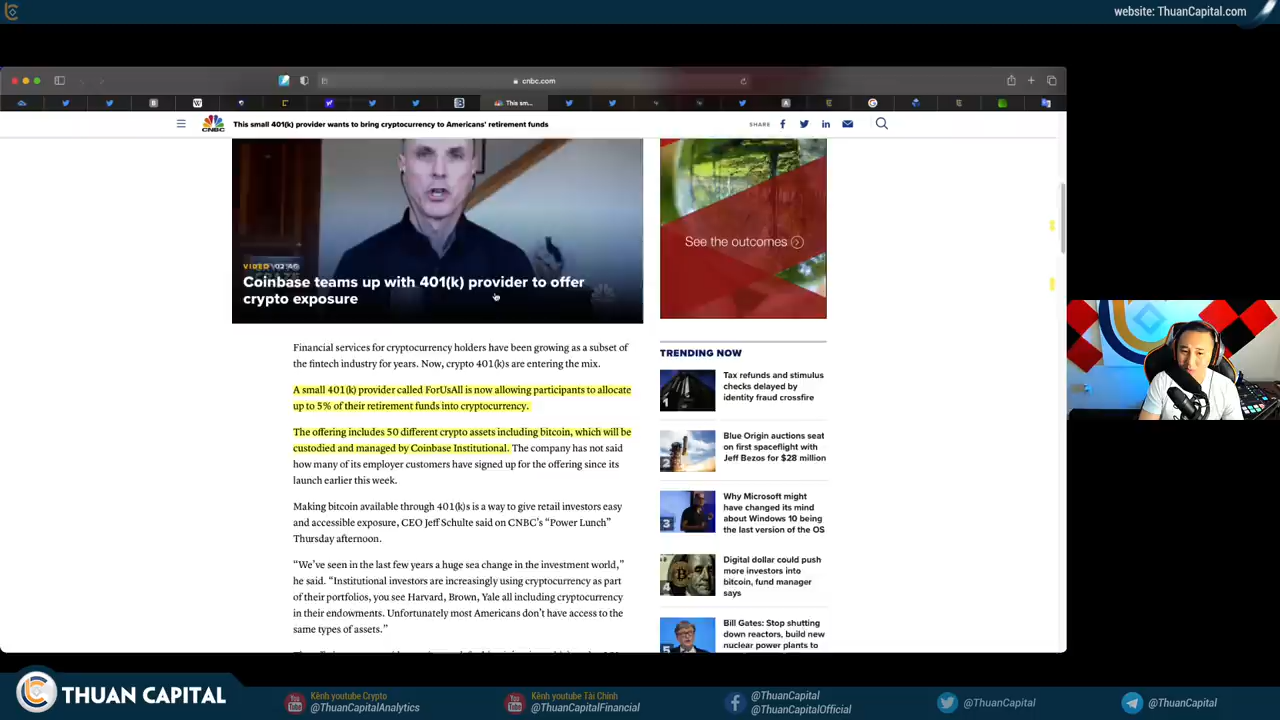 website: ThuanCapital.com
cnbc.com
This sm...
CNBC
This small 401(k) provider wants to bring cryptocurrency to Americans' retirement funds
SHARE
VIDEO
Coinbase teams up with 401(k) provider to offer
crypto exposure
See the outcomes
Financial services for cryptocurrency holders have been growing as a subset of
the fintech industry for years. Now, crypto 401(k)s are entering the mix.
A small 401(k) provider called ForUsAll is now allowing participants to allocate
up to 5% of their retirement funds into cryptocurrency.
The offering includes 50 different crypto assets including bitcoin, which will be
custodied and managed by Coinbase Institutional. The company has not said
how many of its employer customers have signed up for the offering since its
launch earlier this week.
Making bitcoin available through 401(k)s is a way to give retail investors easy
and accessible exposure, CEO Jeff Schulte said on CNBC's “Power Lunch”
Thursday afternoon.
“We've seen in the last few years a huge sea change in the investment world,”
he said. “Institutional investors are increasingly using cryptocurrency as part
of their portfolios, you see Harvard, Brown, Yale all including cryptocurrency
in their endowments. Unfortunately most Americans don't have access to the
same types of assets.”
TRENDING NOW
1
Tax refunds and stimulus
checks delayed by
identity fraud crossfire
2
Blue Origin auctions seat
on first spaceflight with
Jeff Bezos for $28 million
3
Why Microsoft might
have changed its mind
about Windows 10 being
the last version of the OS
4
Digital dollar could push
more investors into
bitcoin, fund manager
says
5
Bill Gates: Stop shutting
down reactors, build new
nuclear power plants to
THUAN CAPITAL
Kênh youtube Crypto
@ThuanCapitalAnalytics
Kênh youtube Tài Chính
@ThuanCapitalFinancial
@ThuanCapital
@ThuanCapitalOfficial
@ThuanCapital
@ThuanCapital